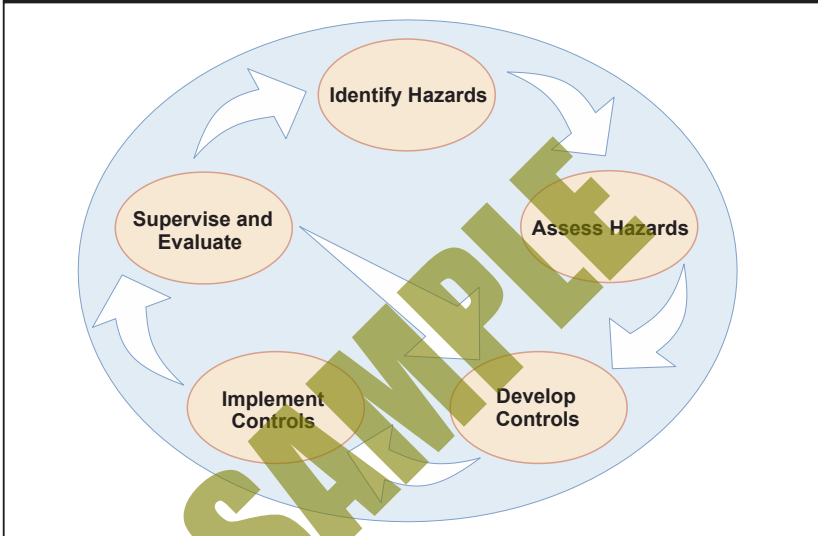 Identify Hazards
Assess Hazards
Develop
Controls
Implement
Controls
Supervise and
Evaluate
SAMPLE